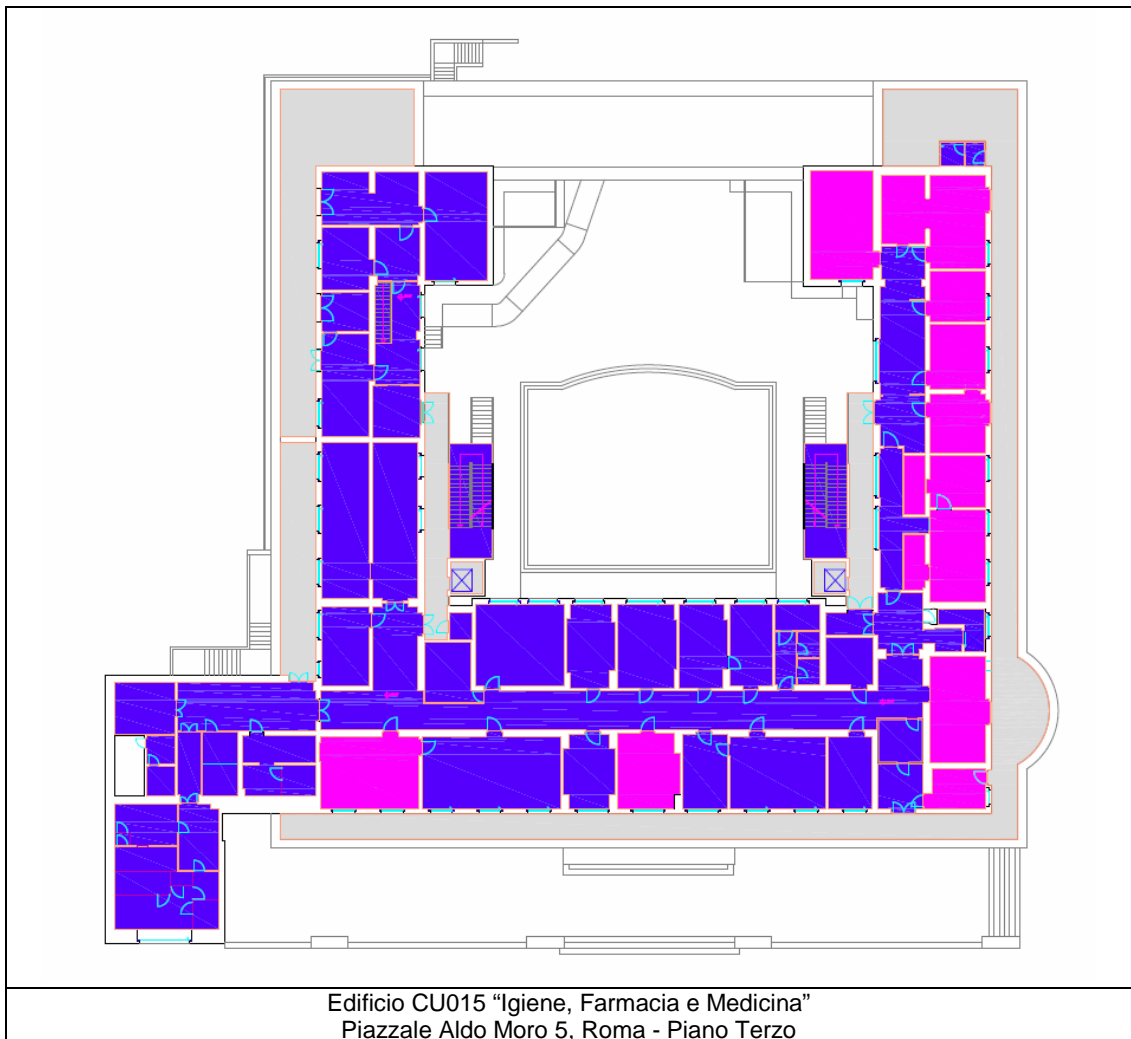 Edificio CU015 “Igiene, Farmacia e Medicina”
Piazzale Aldo Moro 5, Roma - Piano Terzo